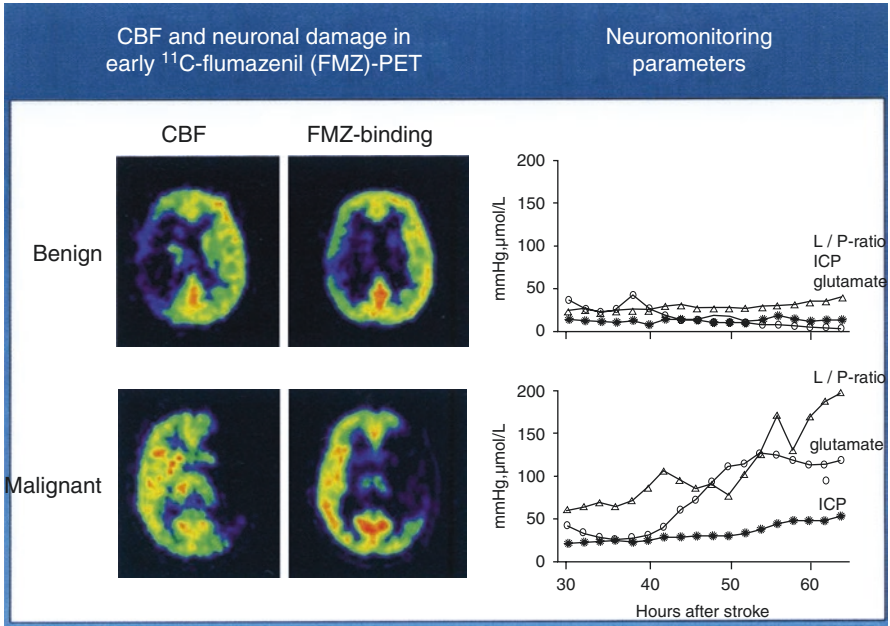 CBF and neuronal damage in
early ¹¹C-flumazenil (FMZ)-PET
Neuromonitoring
parameters
CBF
FMZ-binding
Benign
mmHg,µmol/L
200
150
100
50
0
L / P-ratio
ICP
glutamate
Malignant
mmHg,µmol/L
200
150
100
50
0
L / P-ratio
glutamate
ICP
30
40
50
60
Hours after stroke